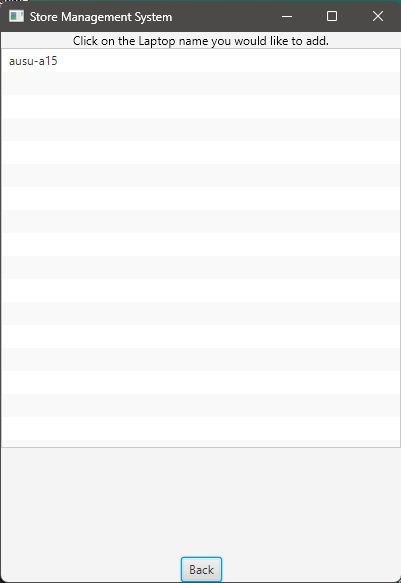 Store Management System
Click on the Laptop name you would like to add.
ausu-a15
Back